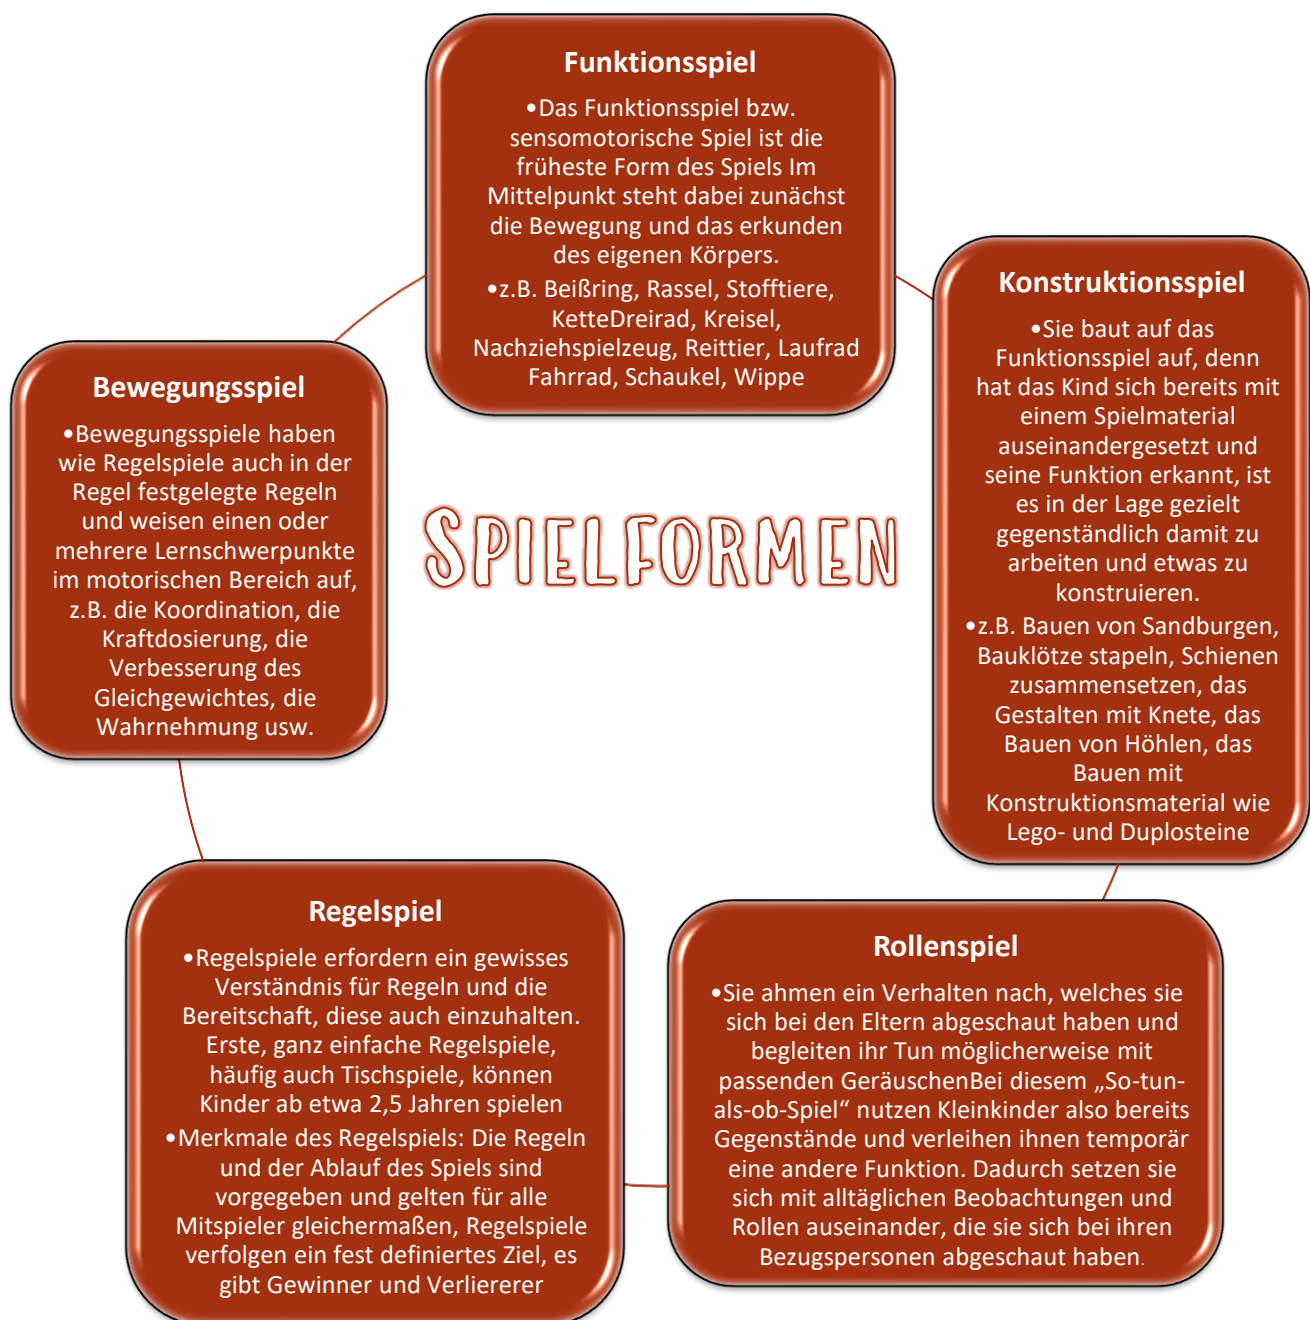 Funktionsspiel
•Das Funktionsspiel bzw.
sensomotorische Spiel ist die
früheste Form des Spiels Im
Mittelpunkt steht dabei zunächst
die Bewegung und das erkunden
des eigenen Körpers.
•z.B. Beißring, Rassel, Stofftiere,
KetteDreirad, Kreisel,
Nachziehspielzeug, Reittier, Laufrad
Fahrrad, Schaukel, Wippe
Konstruktionsspiel
•Sie baut auf das
Funktionsspiel auf, denn
hat das Kind sich bereits mit
einem Spielmaterial
auseinandergesetzt und
seine Funktion erkannt, ist
es in der Lage gezielt
gegenständlich damit zu
arbeiten und etwas zu
konstruieren.
•z.B. Bauen von Sandburgen,
Bauklötze stapeln, Schienen
zusammensetzen, das
Gestalten mit Knete, das
Bauen von Höhlen, das
Bauen mit
Konstruktionsmaterial wie
Lego- und Duplosteine
Bewegungsspiel
•Bewegungsspiele haben
wie Regelspiele auch in der
Regel festgelegte Regeln
und weisen einen oder
mehrere Lernschwerpunkte
im motorischen Bereich auf,
z.B. die Koordination, die
Kraftdosierung, die
Verbesserung des
Gleichgewichtes, die
Wahrnehmung usw.
SPIELFORMEN
Regelspiel
•Regelspiele erfordern ein gewisses
Verständnis für Regeln und die
Bereitschaft, diese auch einzuhalten.
Erste, ganz einfache Regelspiele,
häufig auch Tischspiele, können
Kinder ab etwa 2,5 Jahren spielen
•Merkmale des Regelspiels: Die Regeln
und der Ablauf des Spiels sind
vorgegeben und gelten für alle
Mitspieler gleichermaßen, Regelspiele
verfolgen ein fest definiertes Ziel, es
gibt Gewinner und Verliererer
Rollenspiel
•Sie ahmen ein Verhalten nach, welches sie
sich bei den Eltern abgeschaut haben und
begleiten ihr Tun möglicherweise mit
passenden GeräuschenBei diesem „So-tun-
als-ob-Spiel“ nutzen Kleinkinder also bereits
Gegenstände und verleihen ihnen temporär
eine andere Funktion. Dadurch setzen sie
sich mit alltäglichen Beobachtungen und
Rollen auseinander, die sie sich bei ihren
Bezugspersonen abgeschaut haben.